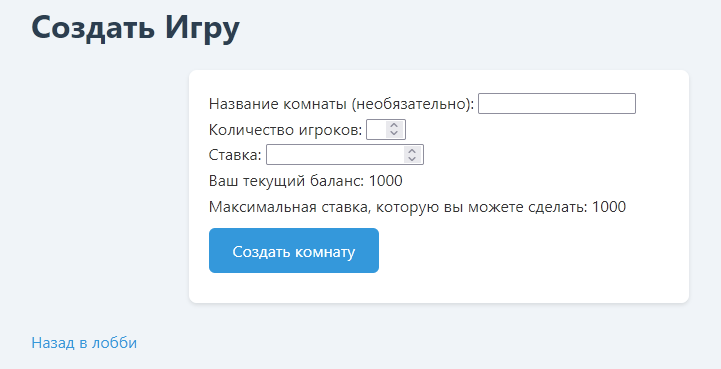 Создать Игру
Название комнаты (необязательно):
Количество игроков:
Ставка:
Ваш текущий баланс: 1000
Максимальная ставка, которую вы можете сделать: 1000
Создать комнату
Назад в лобби